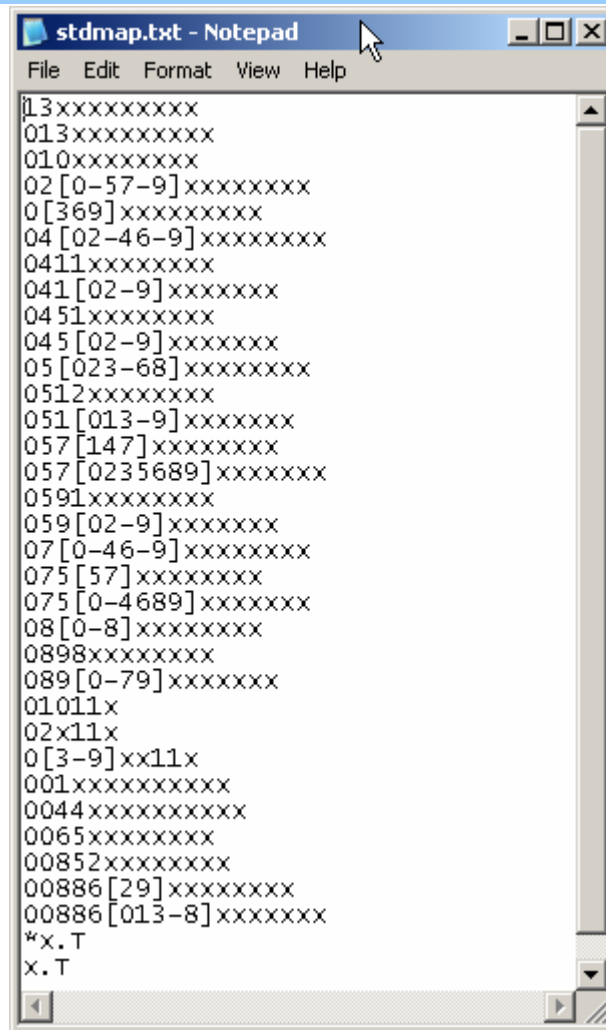 stdmap.txt - Notepad
File Edit Format View Help
13xxxxxxxxx
013xxxxxxxxx
010xxxxxxxx
02[0-57-9]xxxxxxxx
0[369]xxxxxxxxx
04[02-46-9]xxxxxxxx
0411xxxxxxxx
041[02-9]xxxxxxx
0451xxxxxxxx
045[02-9]xxxxxxx
05[023-68]xxxxxxxx
0512xxxxxxxx
051[013-9]xxxxxxx
057[147]xxxxxxxx
057[0235689]xxxxxxx
0591xxxxxxxx
059[02-9]xxxxxxx
07[0-46-9]xxxxxxxx
075[57]xxxxxxxx
075[0-4689]xxxxxxx
08[0-8]xxxxxxxx
0898xxxxxxxx
089[0-79]xxxxxxx
01011x
02x11x
0[3-9]xx11x
001xxxxxxxxxx
0044xxxxxxxxxx
0065xxxxxxxx
00852xxxxxxxx
00886[29]xxxxxxxx
00886[013-8]xxxxxxx
*x.T
x.T